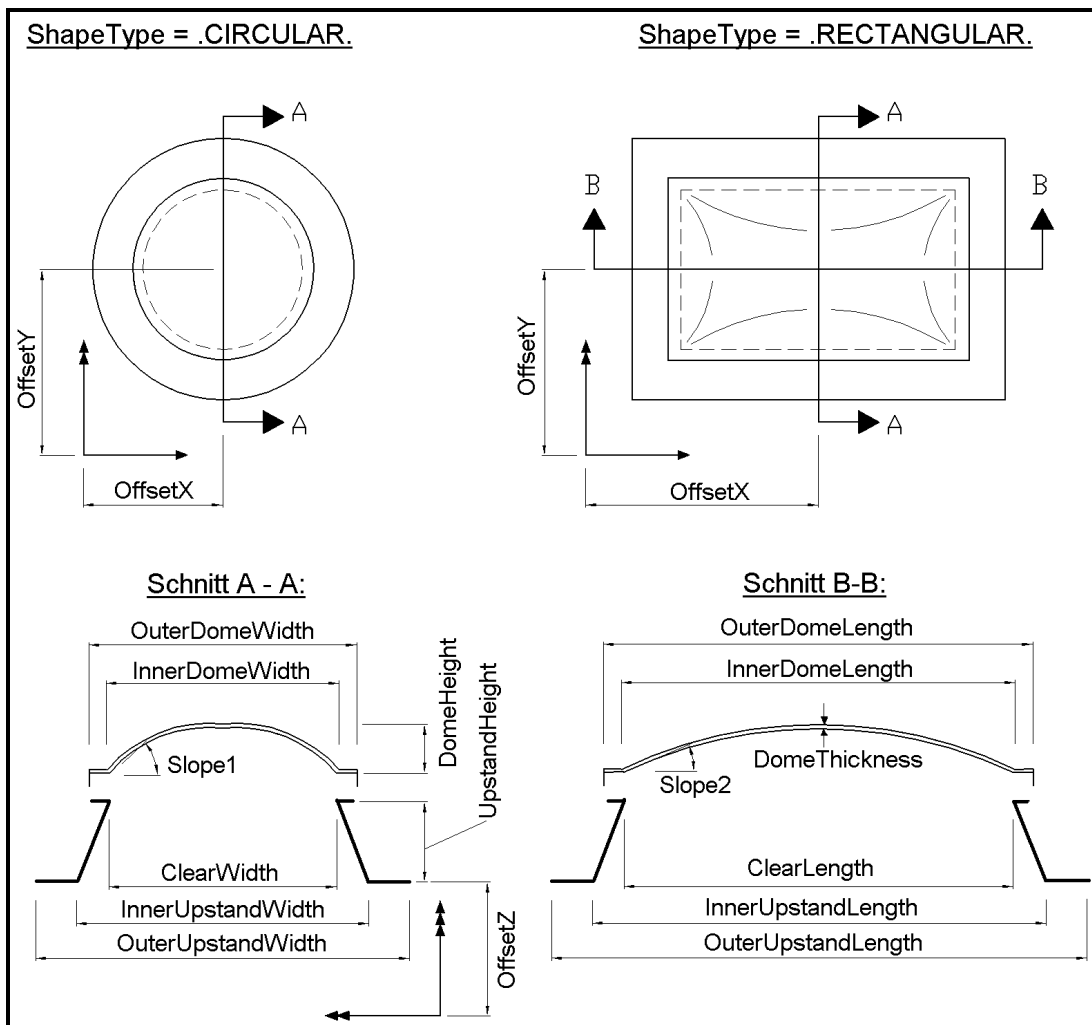 ShapeType = .CIRCULAR.
ShapeType = .RECTANGULAR.
A
A
B
B
OffsetY
OffsetY
A
A
OffsetX
OffsetX
Schnitt A - A:
Schnitt B-B:
OuterDomeWidth
OuterDomeLength
InnerDomeWidth
InnerDomeLength
DomeHeight
UpstandHeight
Slope1
Slope2
DomeThickness
ClearWidth
ClearLength
InnerUpstandWidth
InnerUpstandLength
OuterUpstandWidth
OuterUpstandLength
OffsetZ